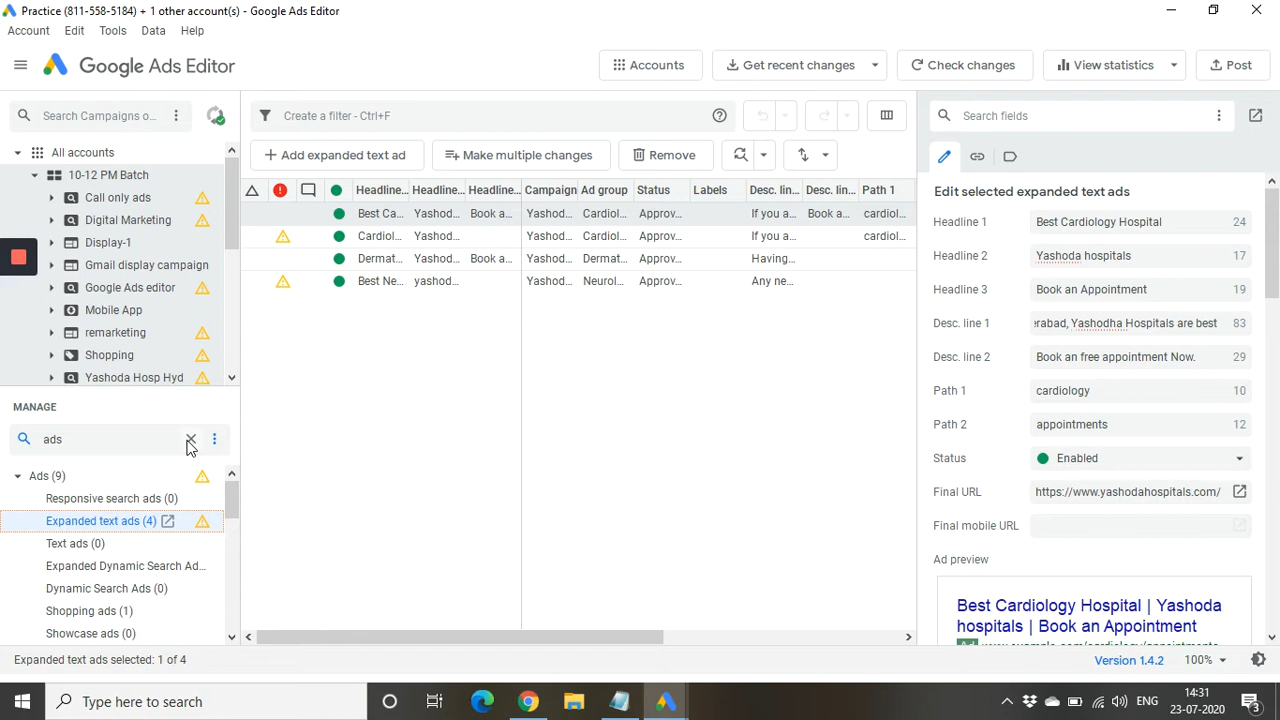 Practice (811-558-5184) + 1 other account(s) - Google Ads Editor
Account Edit Tools Data Help
Google Ads Editor
Accounts
Get recent changes
Check changes
View statistics
Post
Search Campaigns o...
All accounts
10-12 PM Batch
Call only ads
Digital Marketing
Display-1
Gmail display campaign
Google Ads editor
Mobile App
remarketing
Shopping
Yashoda Hosp Hyd
MANAGE
ads
Ads (9)
Responsive search ads (0)
Expanded text ads (4)
Text ads (0)
Expanded Dynamic Search Ad...
Dynamic Search Ads (0)
Shopping ads (1)
Showcase ads (0)
Create a filter - Ctrl+F
Add expanded text ad
Make multiple changes
Remove
Headline... Headline... Headline... Campaign Ad group Status Labels Desc. lin... Desc. lin... Path 1
Best Ca... Yashod... Book a... Yashod... Cardiol... Approv... If you a... Book a... cardiol...
Cardiol... Yashod... Yashod... Cardiol... Approv... If you a... cardiol...
Dermat... Yashod... Book a... Yashod... Dermat... Approv... Having...
Best Ne... yashod... Yashod... Neurol... Approv... Any ne...
Search fields
Edit selected expanded text ads
Headline 1 Best Cardiology Hospital 24
Headline 2 Yashoda hospitals 17
Headline 3 Book an Appointment 19
Desc. line 1 erabad, Yashodha Hospitals are best 83
Desc. line 2 Book an free appointment Now. 29
Path 1 cardiology 10
Path 2 appointments 12
Status Enabled
Final URL https://www.yashodahospitals.com/
Final mobile URL
Ad preview
Best Cardiology Hospital | Yashoda
hospitals | Book an Appointment
Ad www.example.com/cardiology/appointments
Expanded text ads selected: 1 of 4
Version 1.4.2 100%
Type here to search
ENG
14:31
23-07-2020
3